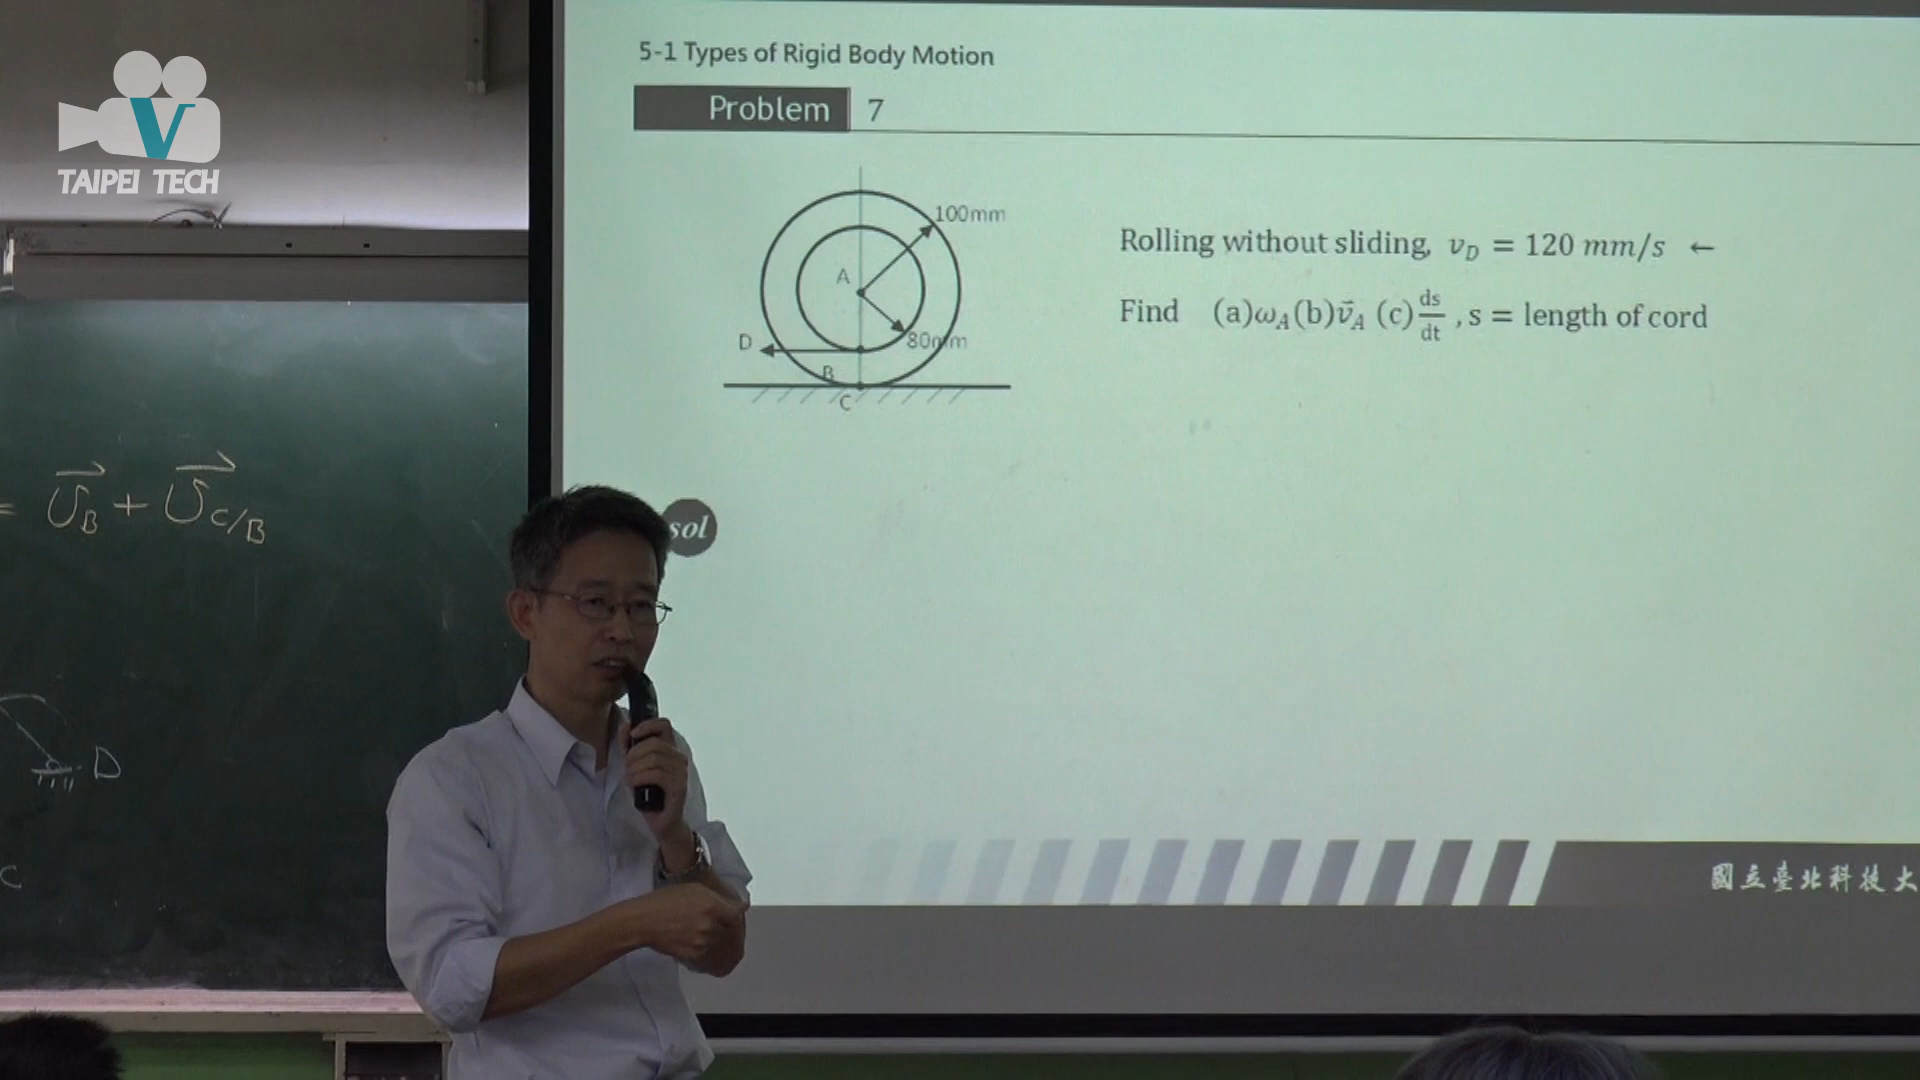 V
TAIPEI TECH
5-1 Types of Rigid Body Motion
Problem 7
100mm
A
80mm
D
B
C
Rolling without sliding, v_D = 120 mm/s ←
Find (a)ω_A(b)v⃗_A (c) ds/dt , s = length of cord
sol
= v⃗_B + v⃗_C/B
D
C
國立臺北科技大